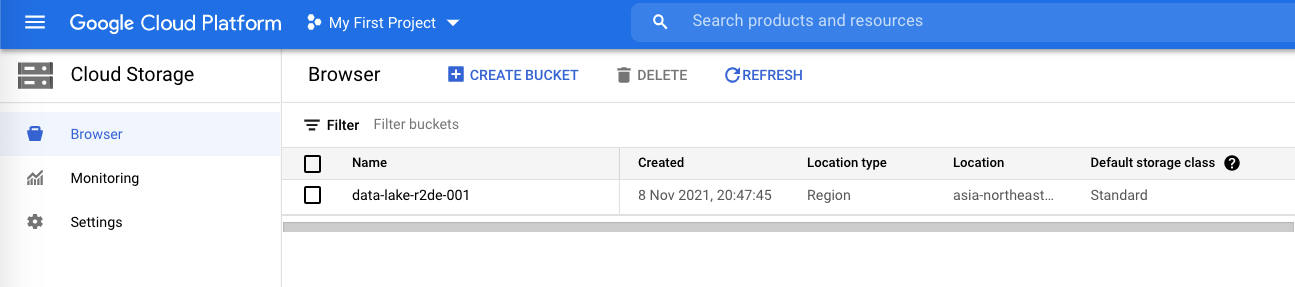 Google Cloud Platform My First Project Search products and resources
Cloud Storage Browser CREATE BUCKET DELETE REFRESH
Filter Filter buckets
Browser
Monitoring
Settings
Name Created Location type Location Default storage class ?
data-lake-r2de-001 8 Nov 2021, 20:47:45 Region asia-northeast... Standard